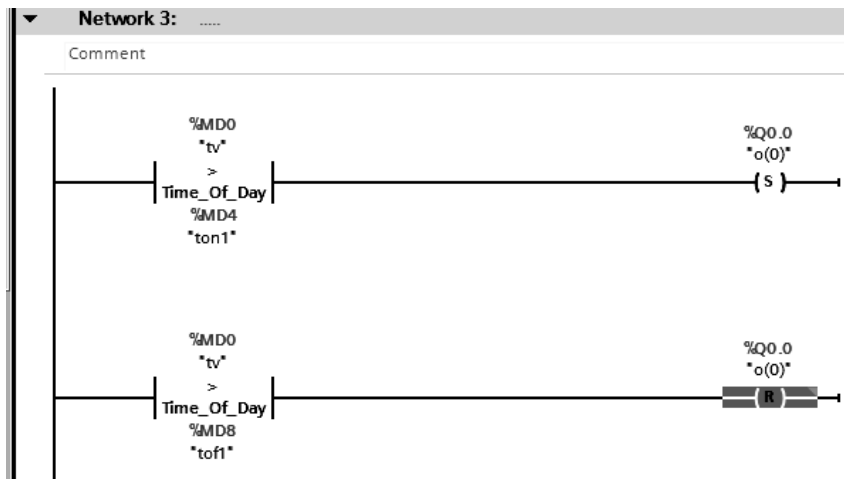 Network 3: .....
Comment
%MD0
"tv"
>
Time_Of_Day
%MD4
"ton1"
%Q0.0
"o(0)"
S
%MD0
"tv"
>
Time_Of_Day
%MD8
"tof1"
%Q0.0
"o(0)"
R